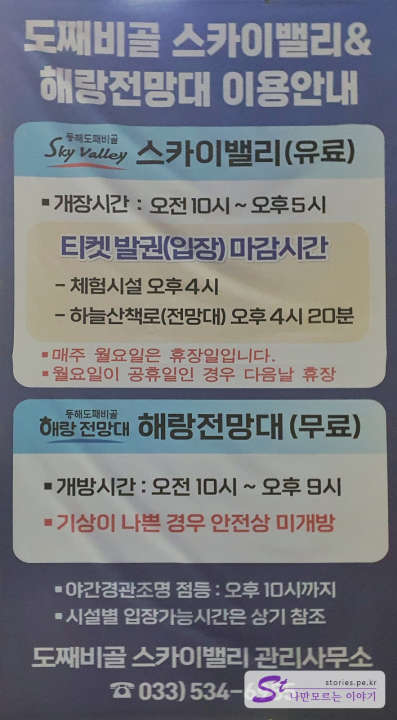 도째비골 스카이밸리&
해랑전망대 이용안내
동해도째비골
Sky Valley 스카이밸리(유료)
▪개장시간 : 오전 10시 ~ 오후 5시
티켓 발권(입장) 마감시간
- 체험시설 오후 4시
- 하늘산책로(전망대) 오후 4시 20분
▪매주 월요일은 휴장일입니다.
▪월요일이 공휴일인 경우 다음날 휴장
동해도째비골
해랑 전망대 해랑전망대 (무료)
▪개방시간 : 오전 10시 ~ 오후 9시
▪기상이 나쁜 경우 안전상 미개방
▪야간경관조명 점등 : 오후 10시까지
▪시설별 입장가능시간은 상기 참조
도째비골 스카이밸리 관리사무소
☎ 033) 534-
St stories.pe.kr
나만모르는 이야기